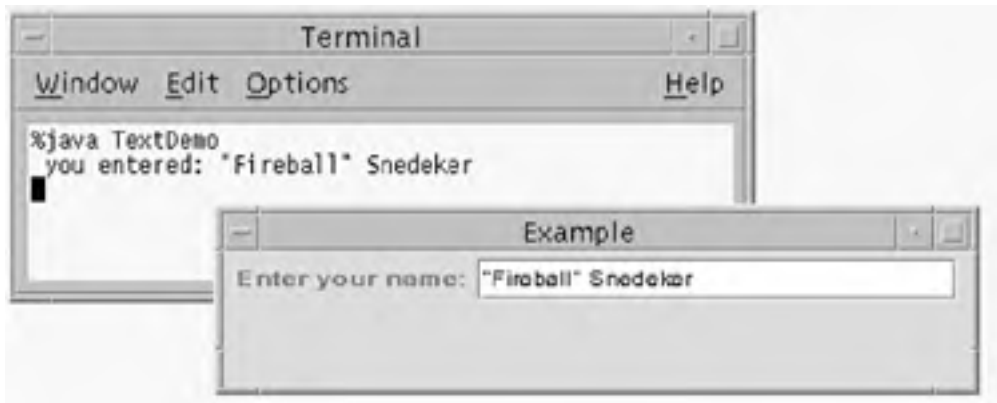 Terminal
Window Edit Options Help
%java TextDemo
you entered: "Fireball" Snedeker
Example
Enter your name: "Fireball" Snedeker